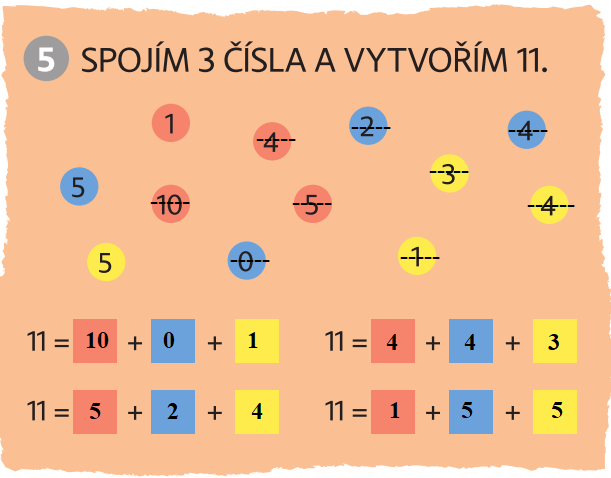 5 SPOJÍM 3 ČÍSLA A VYTVOŘÍM 11.
1 4 2 4
5 10 5 3 4
5 0 1
11 = 10 + 0 + 1 11 = 4 + 4 + 3
11 = 5 + 2 + 4 11 = 1 + 5 + 5